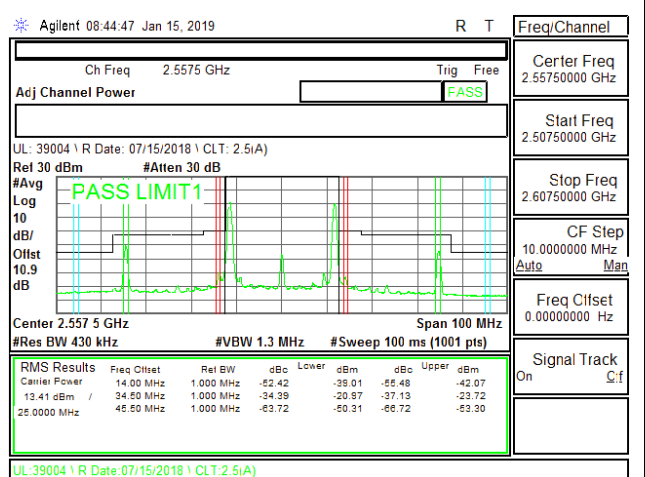 Agilent 08:44:47 Jan 15, 2019 R T
Freq/Channel
Ch Freq 2.5575 GHz Trig Free
Adj Channel Power PASS
UL: 39004 \ R Date: 07/15/2018 \ CLT: 2.5(A)
Ref 30 dBm #Atten 30 dB
#Avg
Log
10
dB/
Offst
10.9
dB
PASS LIMIT1
Center 2.557 5 GHz Span 100 MHz
#Res BW 430 kHz #VBW 1.3 MHz #Sweep 100 ms (1001 pts)
RMS Results Freq Offset Ref BW dBc Lower dBm dBc Upper dBm
Carrier Power 14.00 MHz 1.000 MHz -52.42 -39.01 -55.48 -42.07
13.41 dBm / 34.50 MHz 1.000 MHz -34.39 -20.97 -37.13 -23.72
25.0000 MHz 45.50 MHz 1.000 MHz -63.72 -50.31 -66.72 -53.30
UL:39004 \ R Date:07/15/2018 \ CLT:2.5(A)
Center Freq
2.55750000 GHz
Start Freq
2.50750000 GHz
Stop Freq
2.60750000 GHz
CF Step
10.0000000 MHz
Auto Man
Freq Offset
0.00000000 Hz
Signal Track
On Off